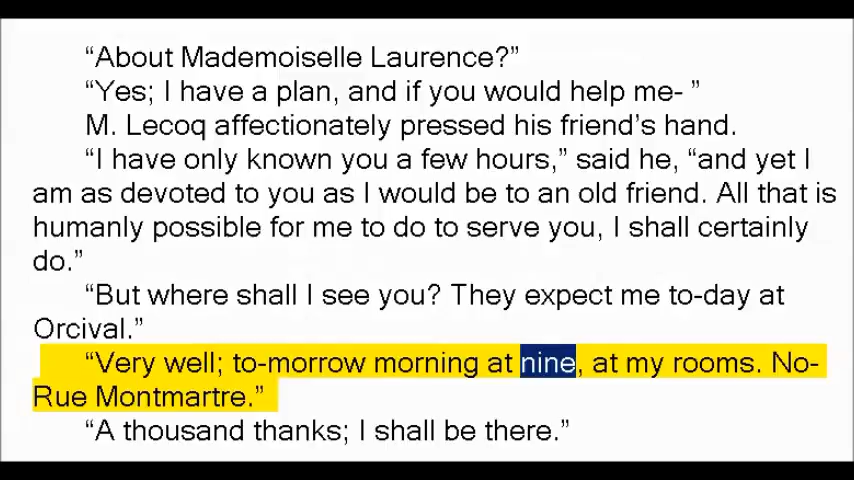 “About Mademoiselle Laurence?”
“Yes; I have a plan, and if you would help me- ”
M. Lecoq affectionately pressed his friend’s hand.
“I have only known you a few hours,” said he, “and yet I
am as devoted to you as I would be to an old friend. All that is
humanly possible for me to do to serve you, I shall certainly
do.”
“But where shall I see you? They expect me to-day at
Orcival.”
“Very well; to-morrow morning at nine, at my rooms. No-
Rue Montmartre.”
“A thousand thanks; I shall be there.”